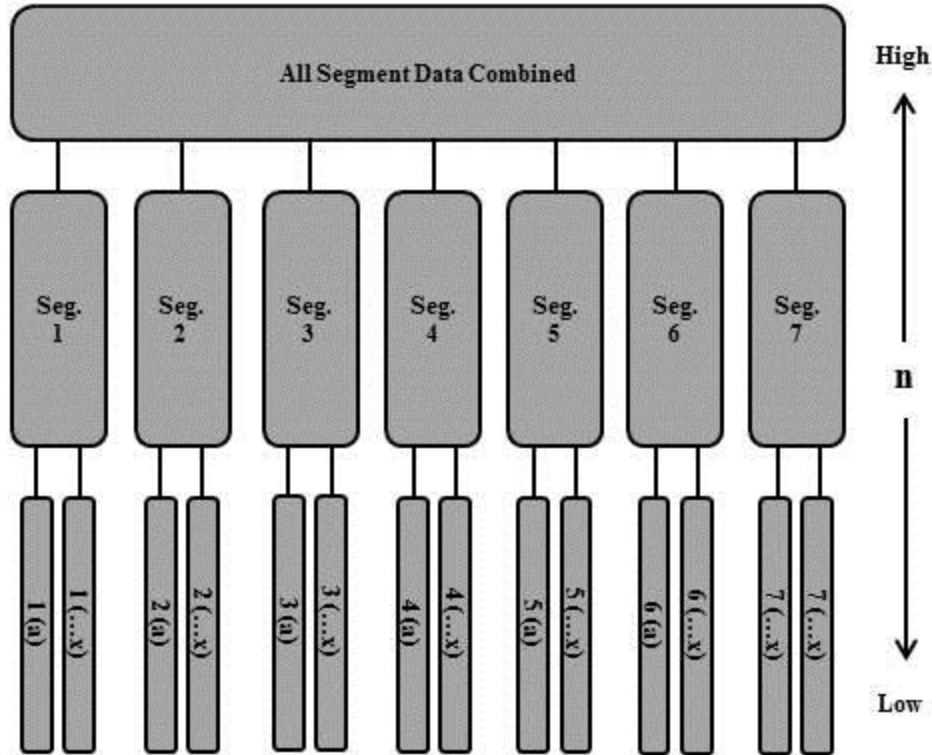 All Segment Data Combined
High
Seg.
1
Seg.
2
Seg.
3
Seg.
4
Seg.
5
Seg.
6
Seg.
7
n
1 (a)
1 (...x)
2 (a)
2 (...x)
3 (a)
3 (...x)
4 (a)
4 (...x)
5 (a)
5 (...x)
6 (a)
6 (...x)
7 (...x)
7 (...x)
Low